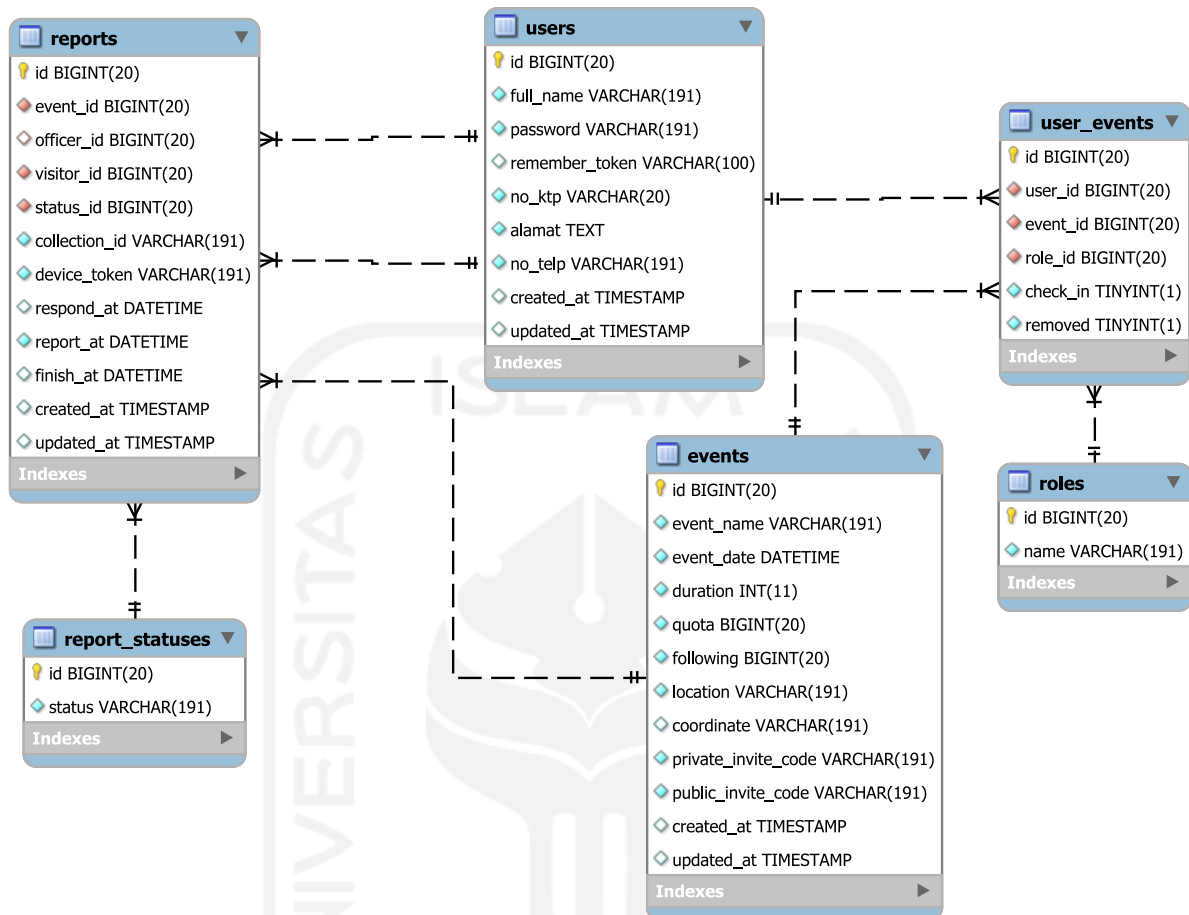 reports
id BIGINT(20)
event_id BIGINT(20)
officer_id BIGINT(20)
visitor_id BIGINT(20)
status_id BIGINT(20)
collection_id VARCHAR(191)
device_token VARCHAR(191)
respond_at DATETIME
report_at DATETIME
finish_at DATETIME
created_at TIMESTAMP
updated_at TIMESTAMP
Indexes
users
id BIGINT(20)
full_name VARCHAR(191)
password VARCHAR(191)
remember_token VARCHAR(100)
no_ktp VARCHAR(20)
alamat TEXT
no_telp VARCHAR(191)
created_at TIMESTAMP
updated_at TIMESTAMP
Indexes
user_events
id BIGINT(20)
user_id BIGINT(20)
event_id BIGINT(20)
role_id BIGINT(20)
check_in TINYINT(1)
removed TINYINT(1)
Indexes
events
id BIGINT(20)
event_name VARCHAR(191)
event_date DATETIME
duration INT(11)
quota BIGINT(20)
following BIGINT(20)
location VARCHAR(191)
coordinate VARCHAR(191)
private_invite_code VARCHAR(191)
public_invite_code VARCHAR(191)
created_at TIMESTAMP
updated_at TIMESTAMP
Indexes
roles
id BIGINT(20)
name VARCHAR(191)
Indexes
report_statuses
id BIGINT(20)
status VARCHAR(191)
Indexes
ISLAM
NIVERSITAS